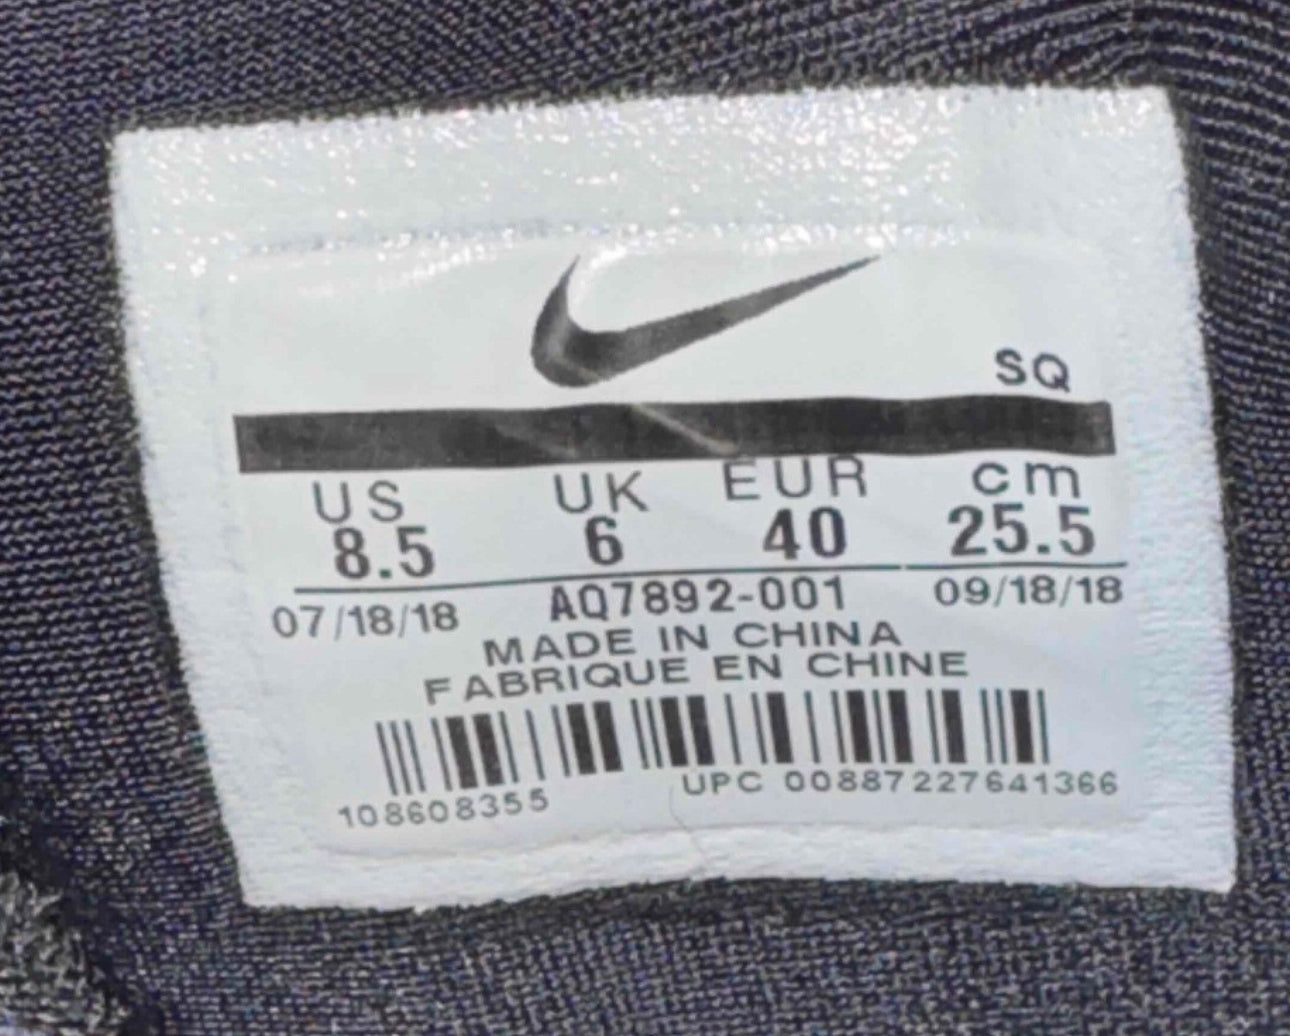 SQ
US UK EUR cm
8.5 6 40 25.5
07/18/18 AQ7892-001 09/18/18
MADE IN CHINA
FABRIQUE EN CHINE
108608355 UPC 00887227641366